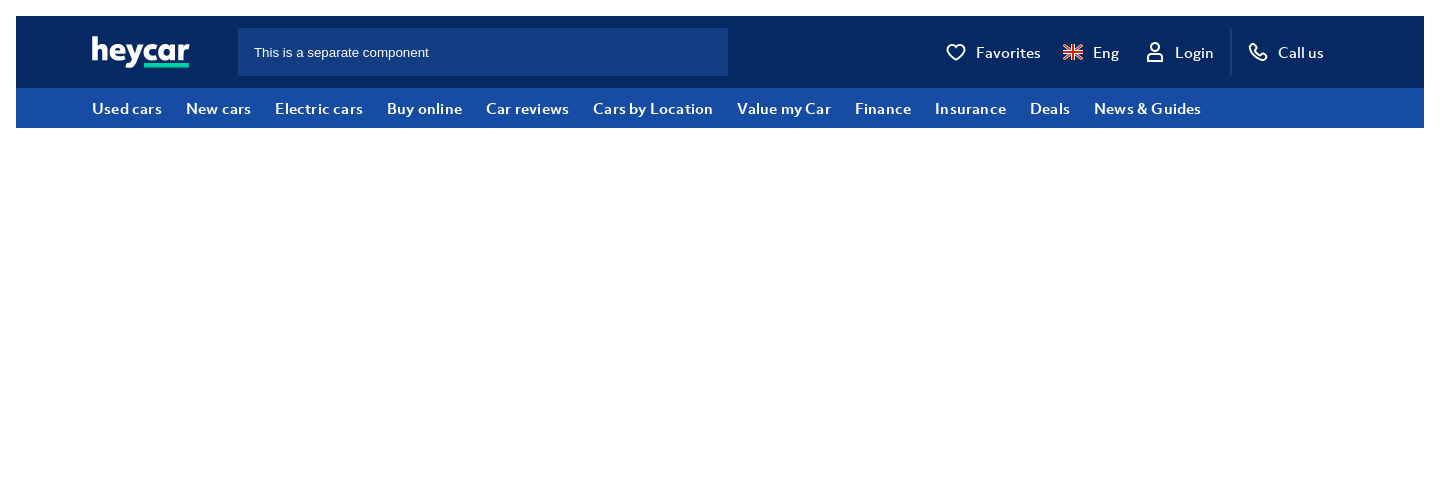 heycar This is a separate component Favorites Eng Login Call us
Used cars New cars Electric cars Buy online Car reviews Cars by Location Value my Car Finance Insurance Deals News & Guides